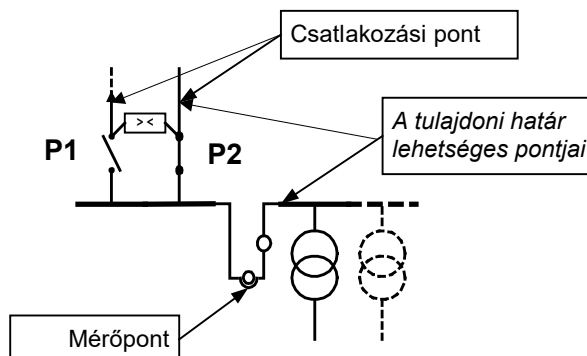 Csatlakozási pont
> <
P1
P2
A tulajdoni határ
lehetséges pontjai
Mérőpont